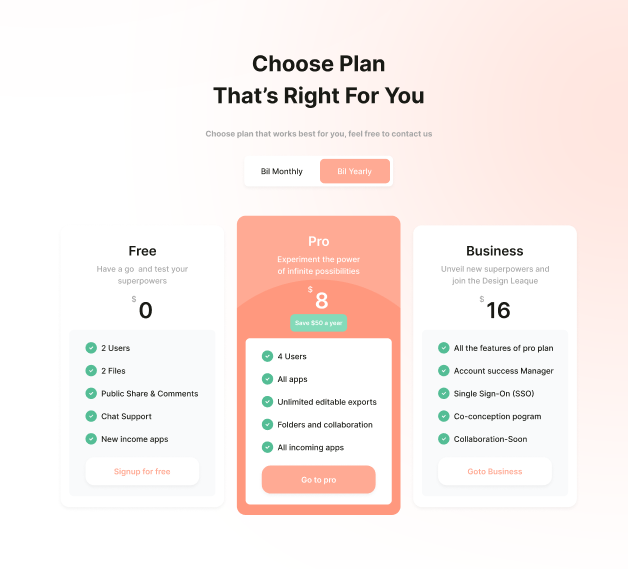 Choose Plan
That's Right For You
Choose plan that works best for you, feel free to contact us
Bil Monthly
Bil Yearly
Free
Have a go and test your
superpowers
$
0
2 Users
2 Files
Public Share & Comments
Chat Support
New income apps
Signup for free
Pro
Experiment the power
of infinite possibilities
$
8
Save $50 a year
4 Users
All apps
Unlimited editable exports
Folders and collaboration
All incoming apps
Go to pro
Business
Unveil new superpowers and
join the Design Leaque
$
16
All the features of pro plan
Account success Manager
Single Sign-On (SSO)
Co-conception pogram
Collaboration-Soon
Goto Business